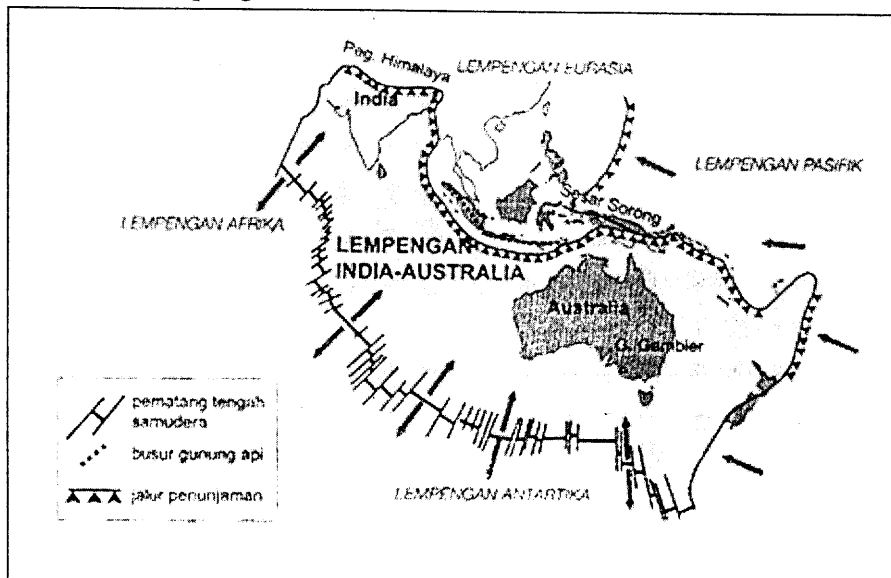 Peg. Himalaya
LEMPENGAN EURASIA
India
LEMPENGAN PASIFIK
Sesar Sorong
LEMPENGAN AFRIKA
LEMPENGAN
INDIA-AUSTRALIA
Australia
G. Gambier
pematang tengah
samudera
busur gunung api
jalur penunjaman
LEMPENGAN ANTARTIKA